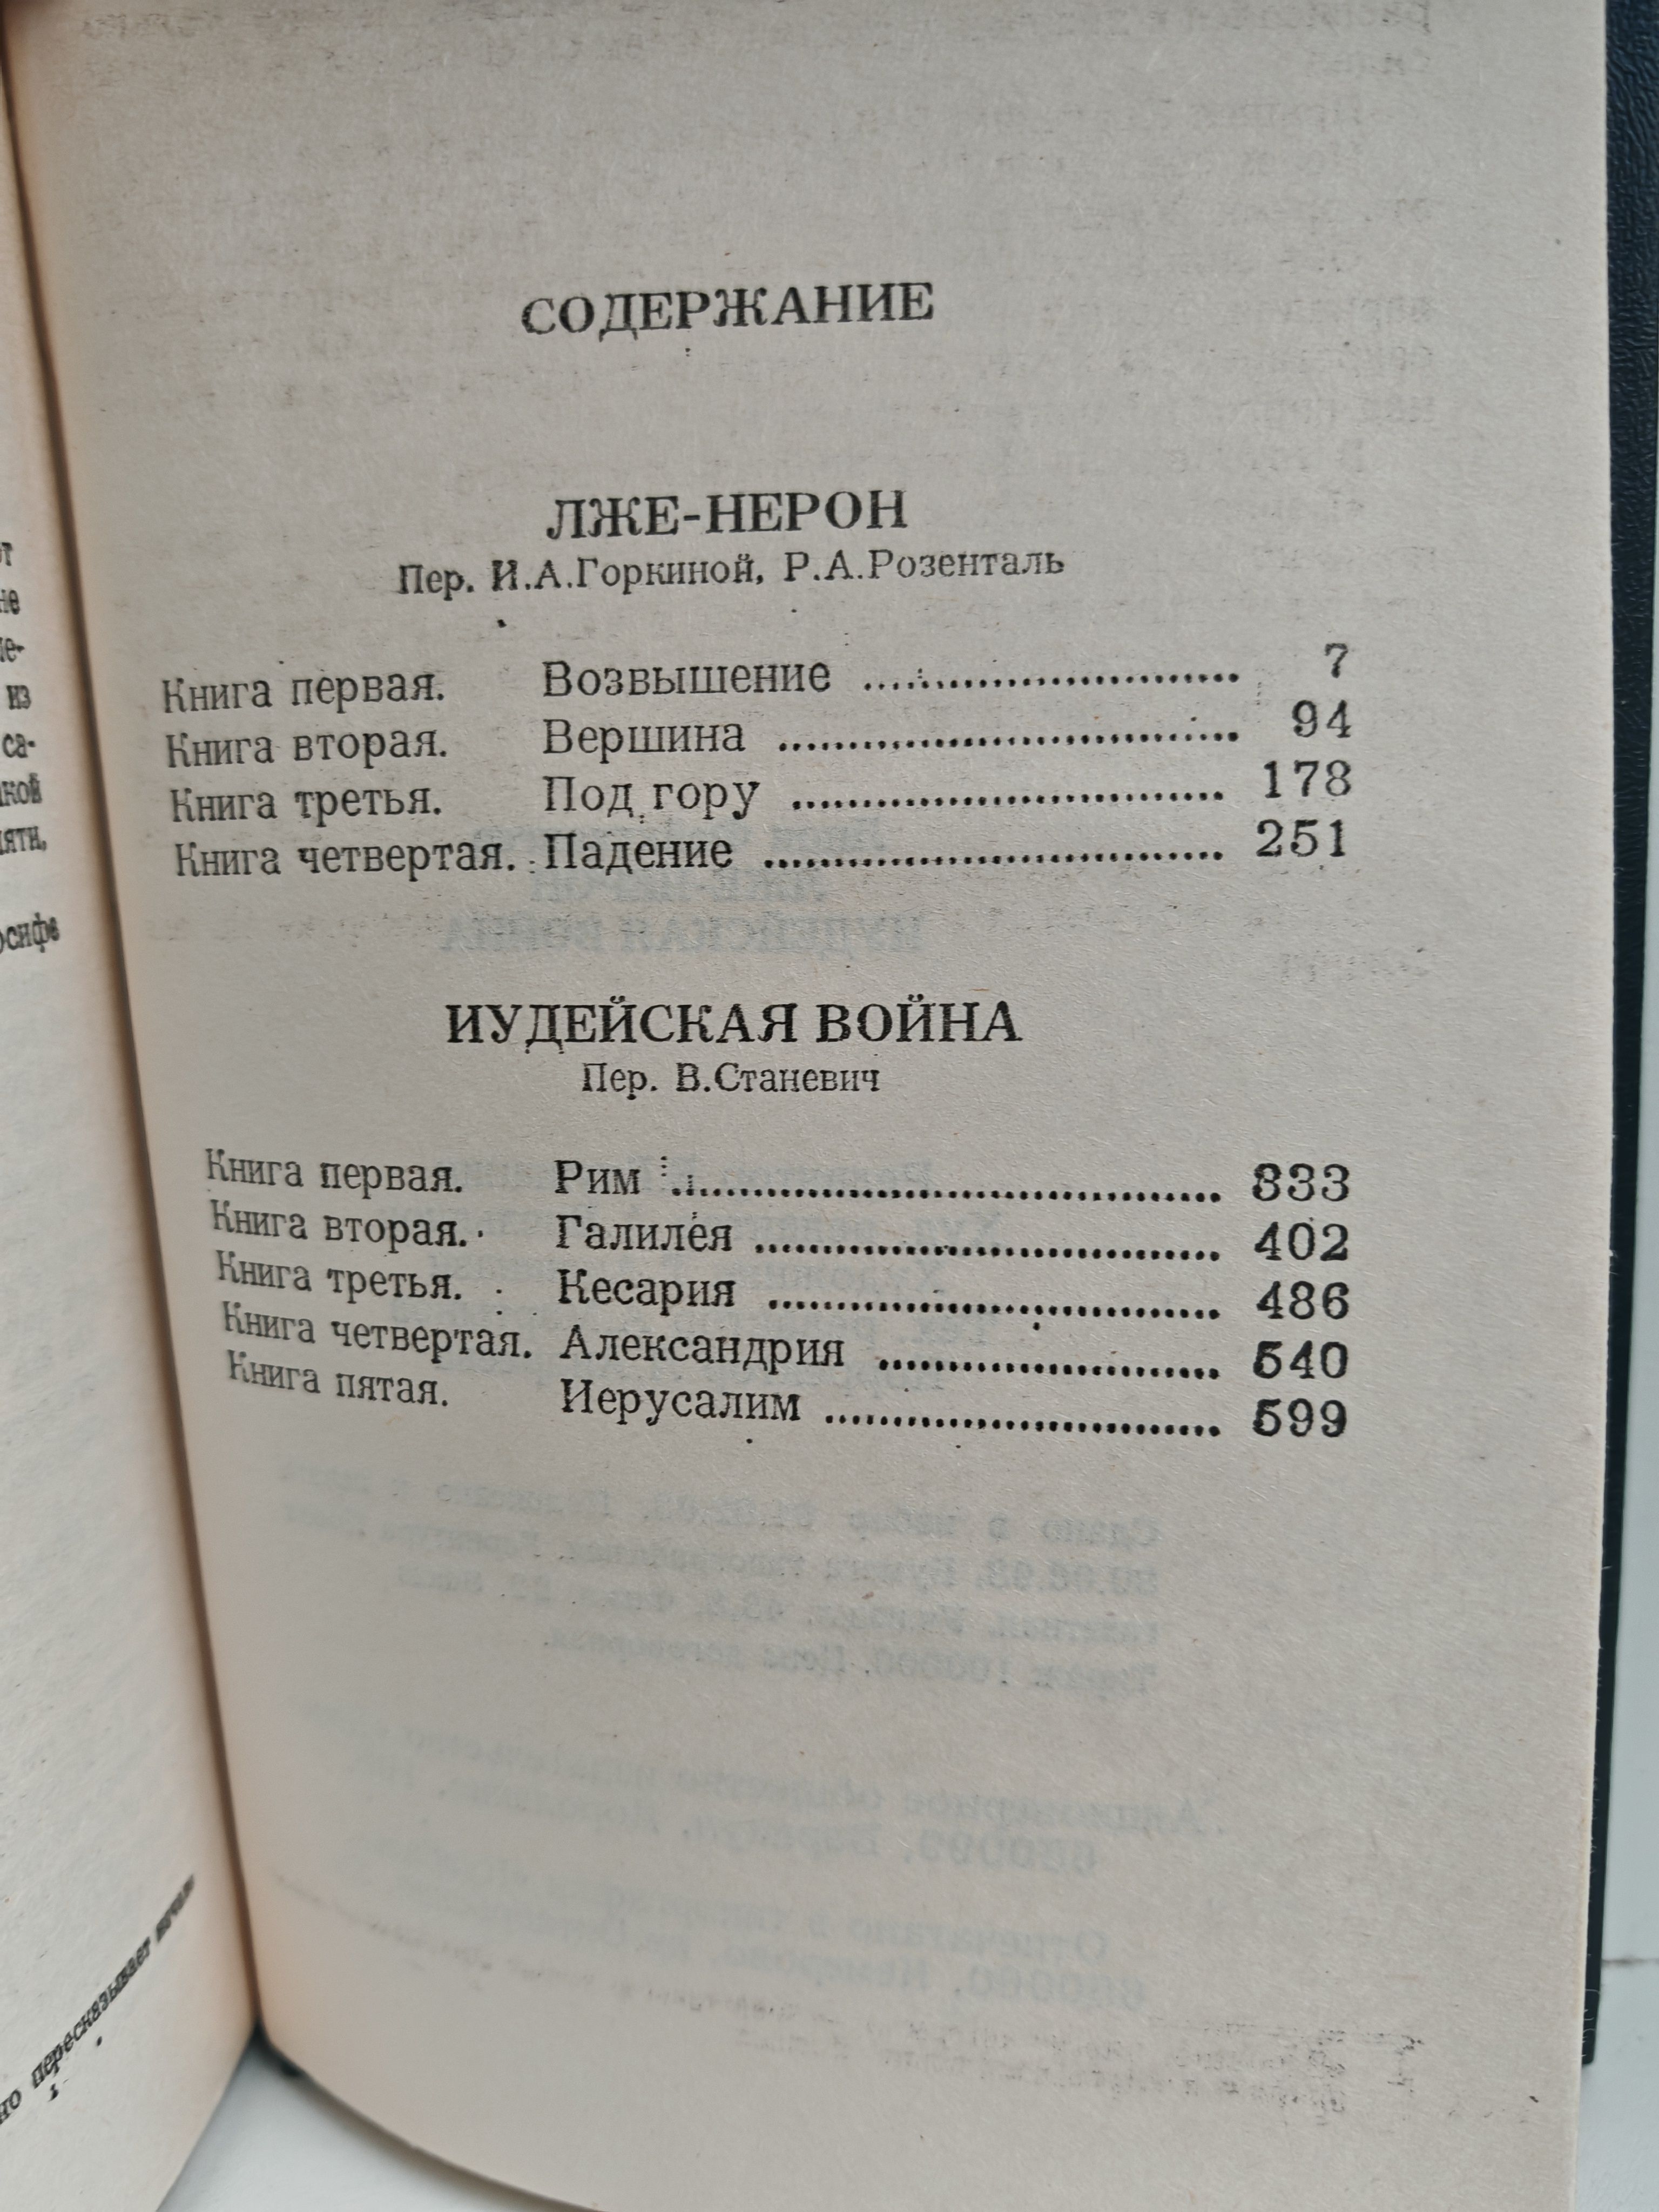 СОДЕРЖАНИЕ
ЛЖЕ-НЕРОН
Пер. И.А.Горкиной, Р.А.Розенталь
Книга первая. Возвышение ........................ 7
Книга вторая. Вершина ........................ 94
Книга третья. Под гору ........................ 178
Книга четвертая. Падение ........................ 251
ИУДЕЙСКАЯ ВОЙНА
Пер. В.Станевич
Книга первая. Рим ........................ 333
Книга вторая. Галилея ........................ 402
Книга третья. Кесария ........................ 486
Книга четвертая. Александрия ........................ 540
Книга пятая. Иерусалим ........................ 599
из
пересказывает